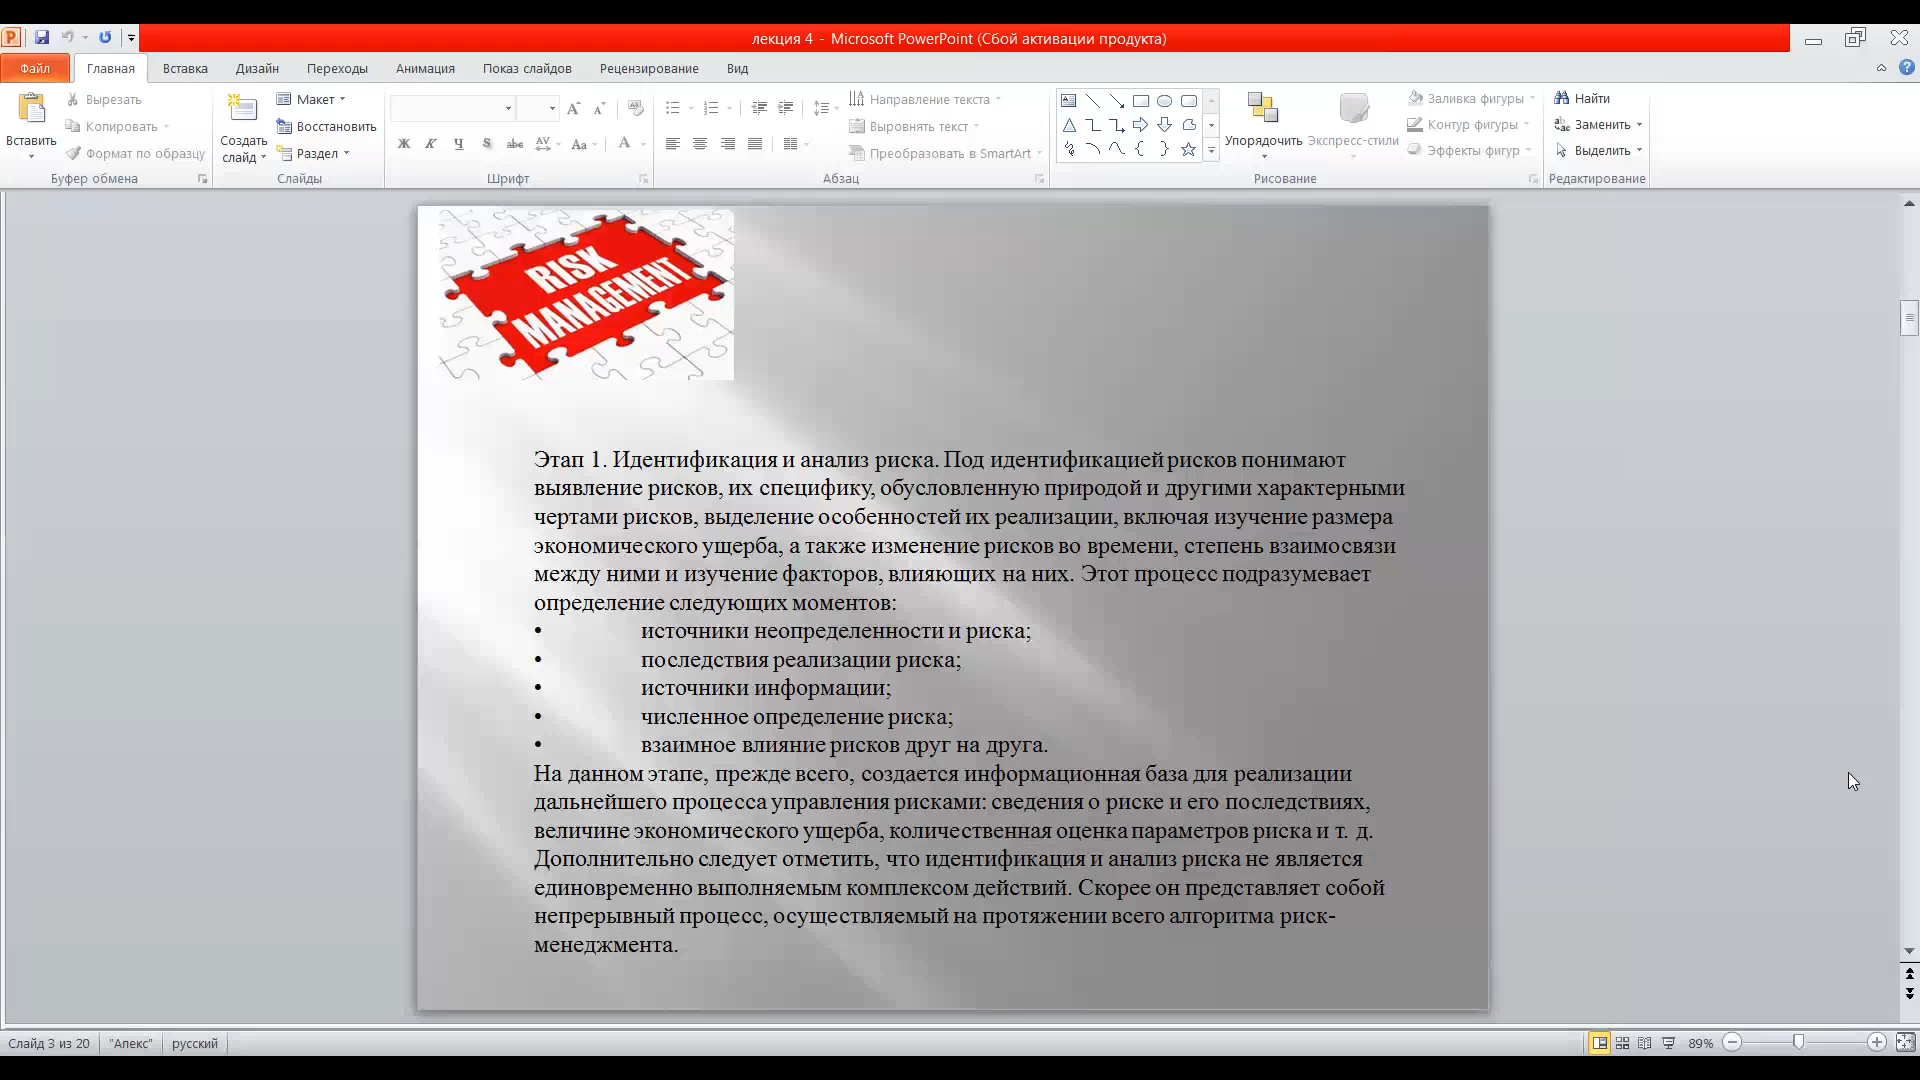 лекция 4 - Microsoft PowerPoint (Сбой активации продукта)
Файл
Главная
Вставка
Дизайн
Переходы
Анимация
Показ слайдов
Рецензирование
Вид
Вставить
Вырезать
Копировать
Формат по образцу
Буфер обмена
Создать
слайд
Макет
Восстановить
Раздел
Слайды
Шрифт
Направление текста
Выровнять текст
Преобразовать в SmartArt
Абзац
Упорядочить
Экспресс-стили
Заливка фигуры
Контур фигуры
Эффекты фигур
Рисование
Найти
Заменить
Выделить
Редактирование
RISK
MANAGEMENT
Этап 1. Идентификация и анализ риска. Под идентификацией рисков понимают
выявление рисков, их специфику, обусловленную природой и другими характерными
чертами рисков, выделение особенностей их реализации, включая изучение размера
экономического ущерба, а также изменение рисков во времени, степень взаимосвязи
между ними и изучение факторов, влияющих на них. Этот процесс подразумевает
определение следующих моментов:
• источники неопределенности и риска;
• последствия реализации риска;
• источники информации;
• численное определение риска;
• взаимное влияние рисков друг на друга.
На данном этапе, прежде всего, создается информационная база для реализации
дальнейшего процесса управления рисками: сведения о риске и его последствиях,
величине экономического ущерба, количественная оценка параметров риска и т. д.
Дополнительно следует отметить, что идентификация и анализ риска не является
единовременно выполняемым комплексом действий. Скорее он представляет собой
непрерывный процесс, осуществляемый на протяжении всего алгоритма риск-
менеджмента.
Слайд 3 из 20
"Апекс"
русский
89%